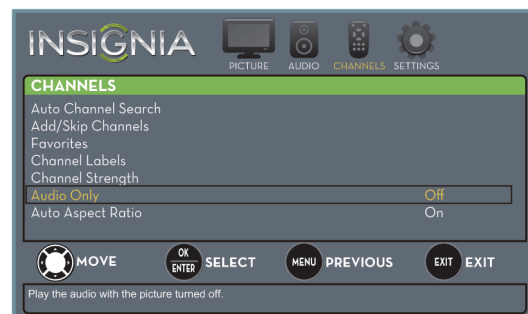 INSIGNIA
PICTURE AUDIO CHANNELS SETTINGS
CHANNELS
Auto Channel Search
Add/Skip Channels
Favorites
Channel Labels
Channel Strength
Audio Only Off
Auto Aspect Ratio On
MOVE OK ENTER SELECT MENU PREVIOUS EXIT EXIT
Play the audio with the picture turned off.